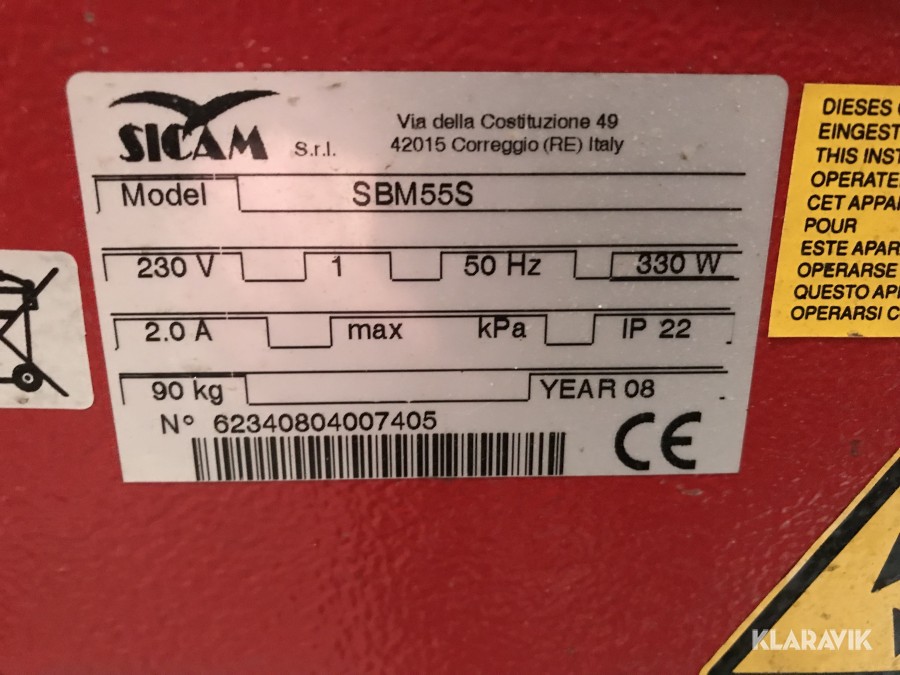 SICAM S.r.l.
Via della Costituzione 49
42015 Correggio (RE) Italy
Model SBM55S
230 V 1 50 Hz 330 W
2.0 A max kPa IP 22
90 kg YEAR 08
N° 62340804007405
CE
DIESES
EINGEST
THIS INST
OPERATE
CET APPA
POUR
ESTE APAR
OPERARSE
QUESTO AP
OPERARSI C
KLARAVIK